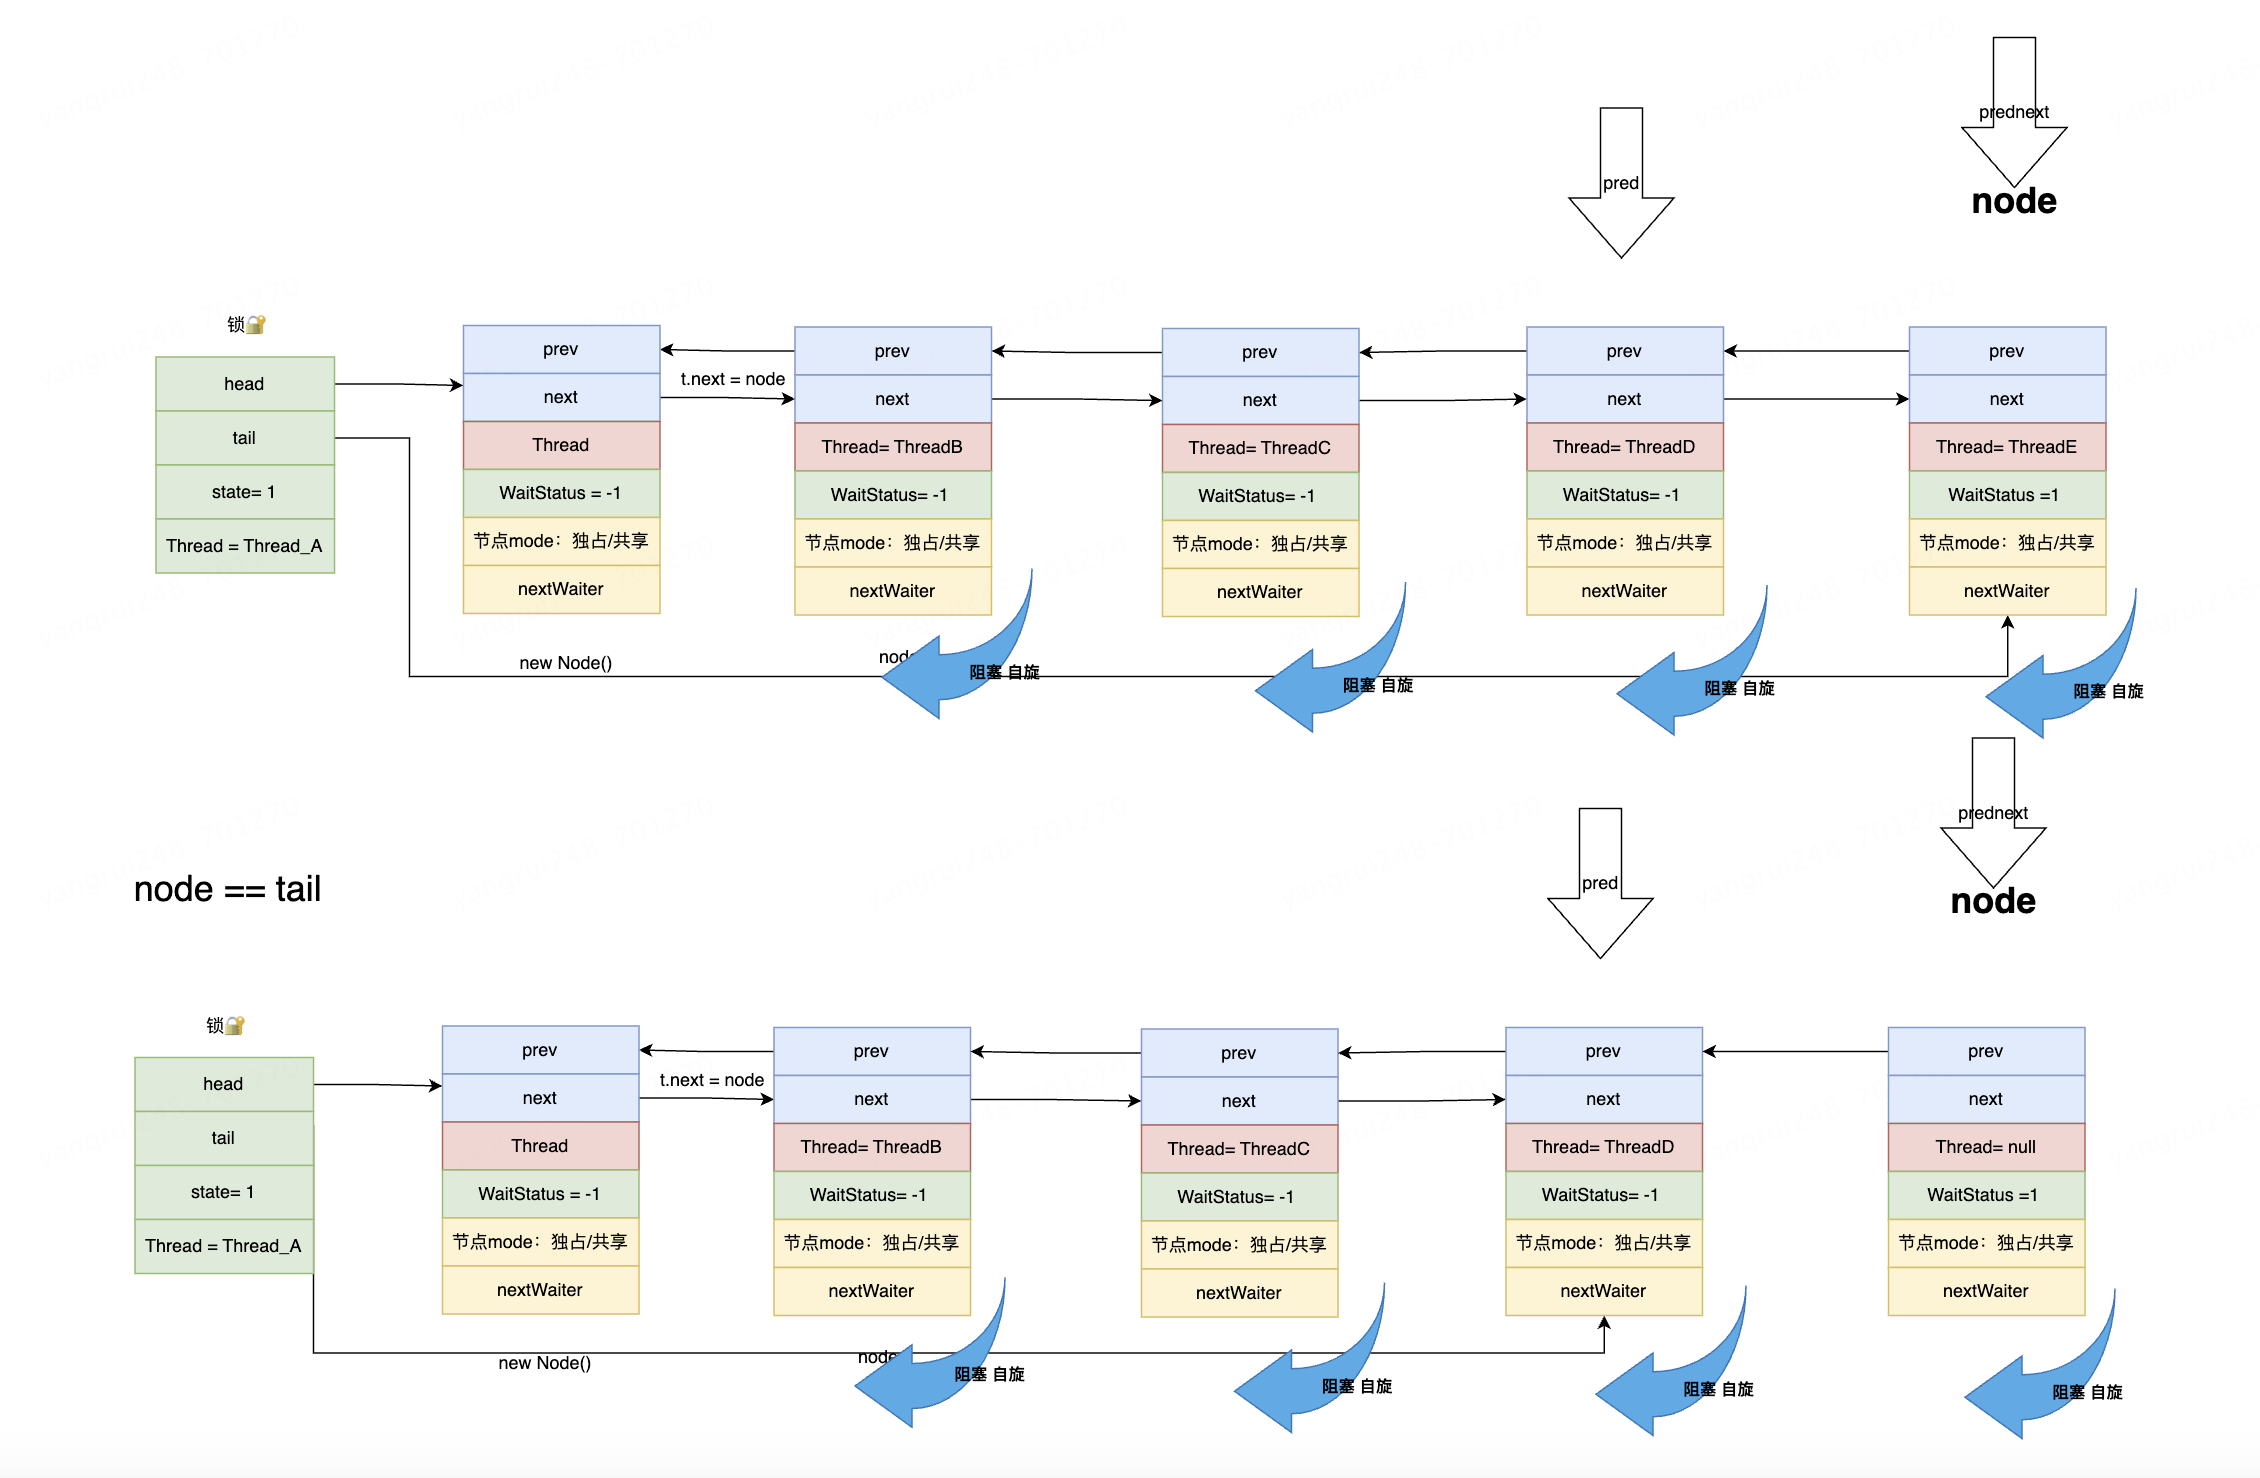 prednext
pred
node
锁🔐
head
tail
state= 1
Thread = Thread_A
prev
next
Thread
WaitStatus = -1
节点mode：独占/共享
nextWaiter
t.next = node
prev
next
Thread= ThreadB
WaitStatus= -1
节点mode：独占/共享
nextWaiter
prev
next
Thread= ThreadC
WaitStatus= -1
节点mode：独占/共享
nextWaiter
prev
next
Thread= ThreadD
WaitStatus= -1
节点mode：独占/共享
nextWaiter
prev
next
Thread= ThreadE
WaitStatus =1
节点mode：独占/共享
nextWaiter
new Node()
node
阻塞 自旋
阻塞 自旋
阻塞 自旋
阻塞 自旋
prednext
pred
node == tail
node
锁🔐
head
tail
state= 1
Thread = Thread_A
prev
next
Thread
WaitStatus = -1
节点mode：独占/共享
nextWaiter
t.next = node
prev
next
Thread= ThreadB
WaitStatus= -1
节点mode：独占/共享
nextWaiter
prev
next
Thread= ThreadC
WaitStatus= -1
节点mode：独占/共享
nextWaiter
prev
next
Thread= ThreadD
WaitStatus= -1
节点mode：独占/共享
nextWaiter
prev
next
Thread= null
WaitStatus =1
节点mode：独占/共享
nextWaiter
new Node()
node
阻塞 自旋
阻塞 自旋
阻塞 自旋
阻塞 自旋